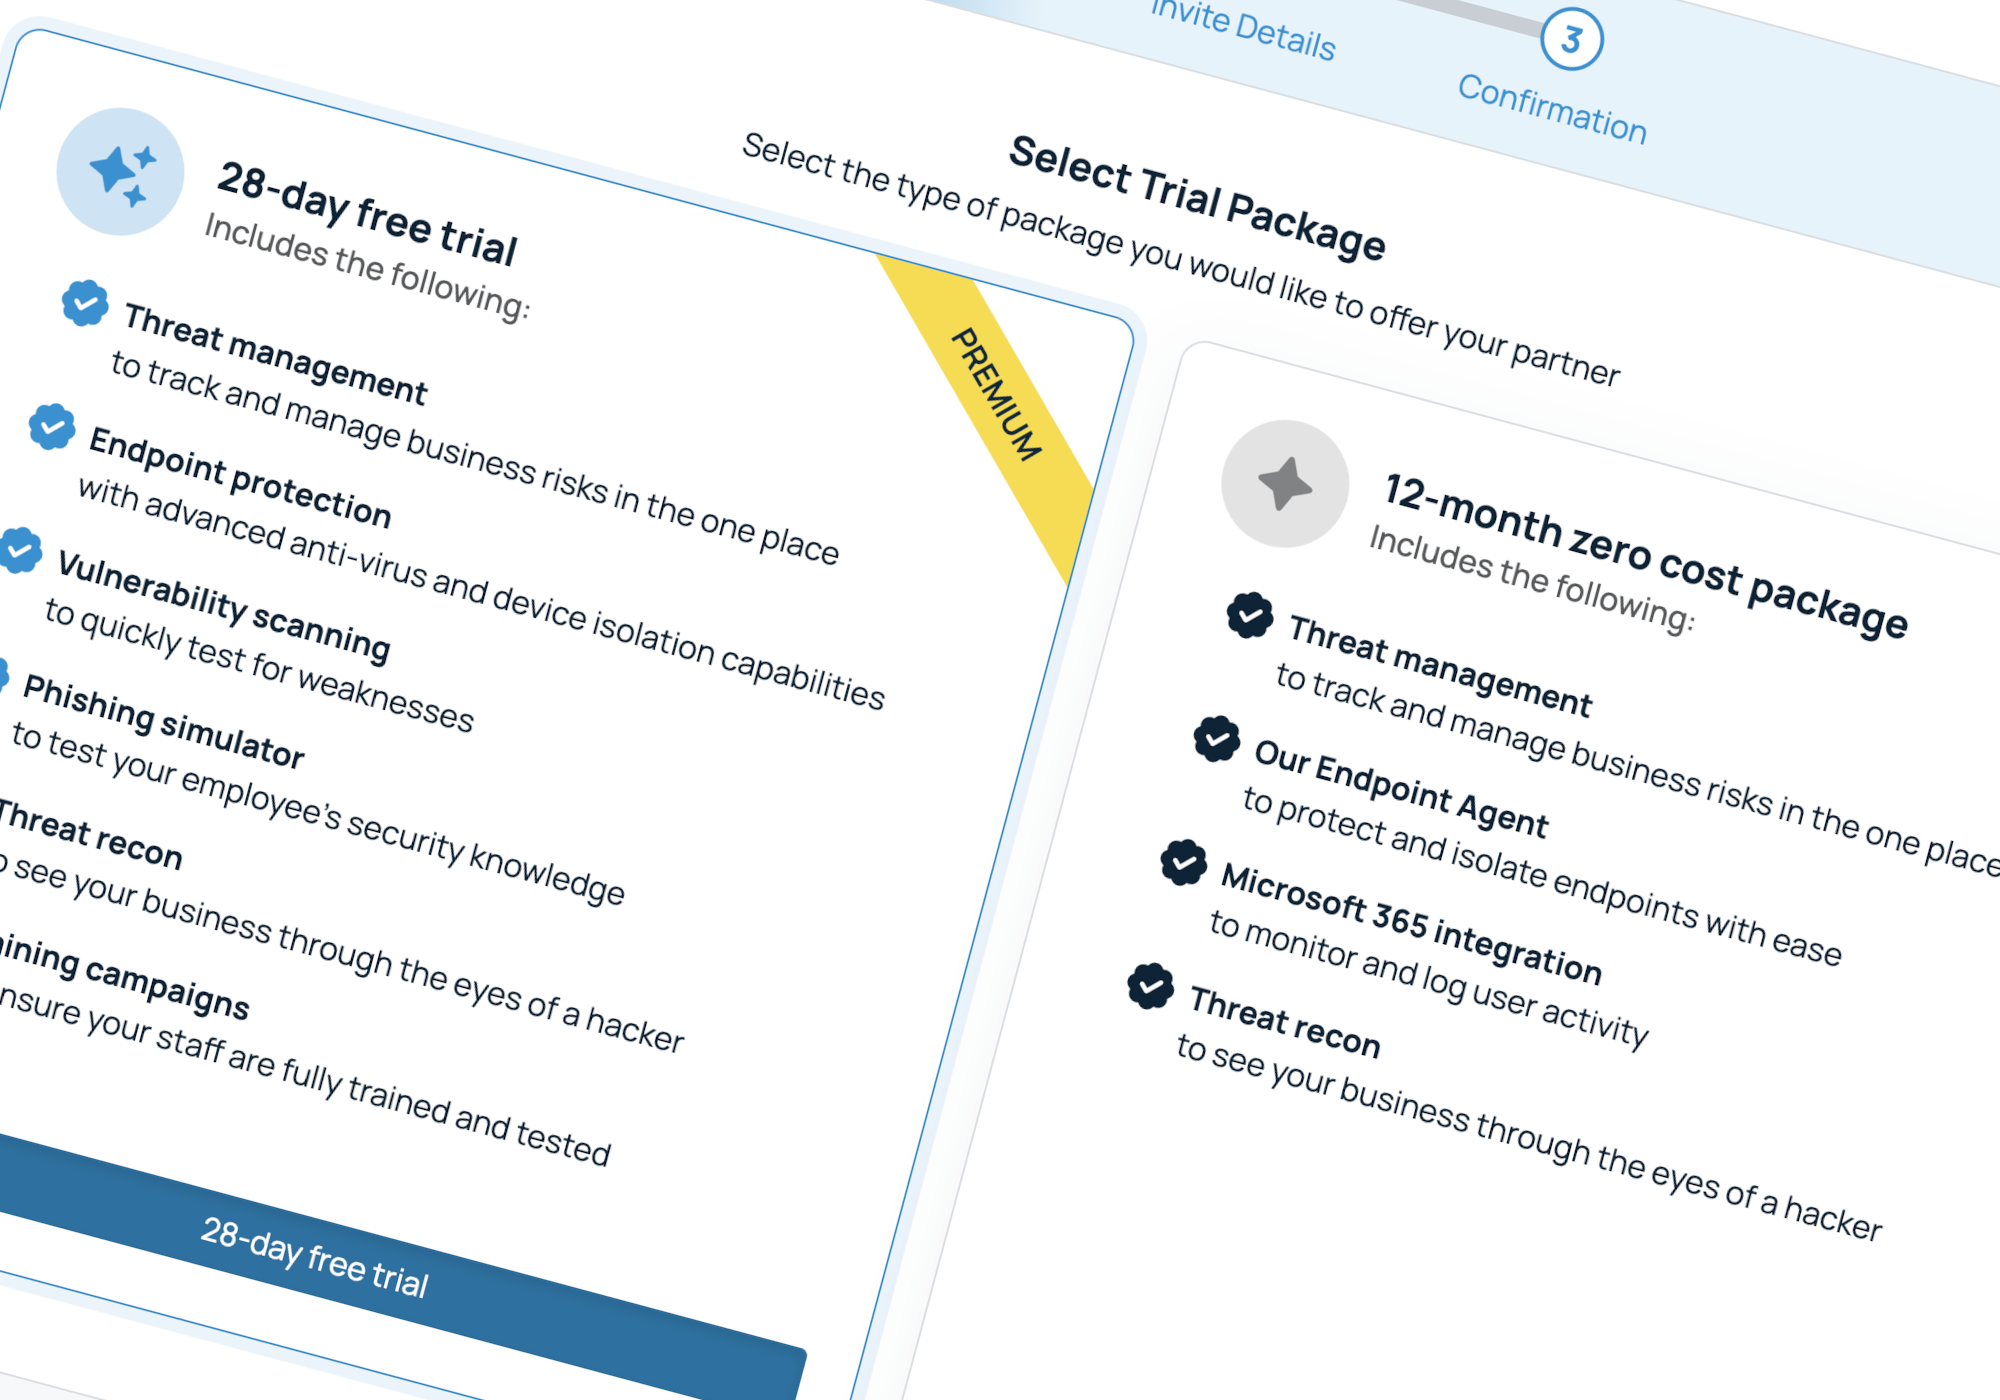 Invite Details
3
Confirmation
Select Trial Package
Select the type of package you would like to offer your partner
28-day free trial
Includes the following:
PREMIUM
Threat management
to track and manage business risks in the one place
Endpoint protection
with advanced anti-virus and device isolation capabilities
Vulnerability scanning
to quickly test for weaknesses
Phishing simulator
to test your employee’s security knowledge
Threat recon
see your business through the eyes of a hacker
campaigns
your staff are fully trained and tested
28-day free trial
12-month zero cost package
Includes the following:
Threat management
to track and manage business risks in the one place
Our Endpoint Agent
to protect and isolate endpoints with ease
Microsoft 365 integration
to monitor and log user activity
Threat recon
to see your business through the eyes of a hacker